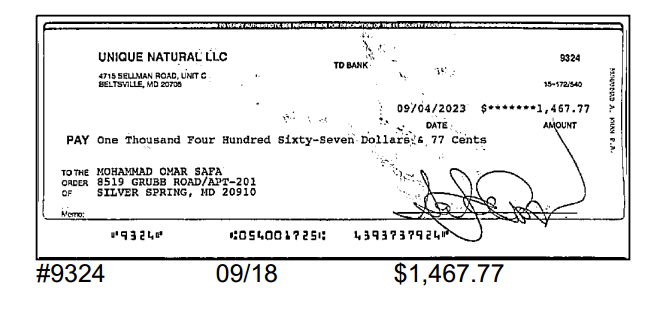 UNIQUE NATURAL LLC
4715 SELLMAN ROAD, UNIT C
BELTSVILLE, MD 20705
TD BANK
9324
15-172/540
09/04/2023 $*******1,467.77
DATE AMOUNT
PAY One Thousand Four Hundred Sixty-Seven Dollars & 77 Cents
TO THE ORDER OF
MOHAMMAD OMAR SAFA
8519 GRUBB ROAD/APT-201
SILVER SPRING, MD 20910
Memo:
⑈9324⑈ ⑆054001725⑆ 4393737924⑈
#9324 09/18 $1,467.77